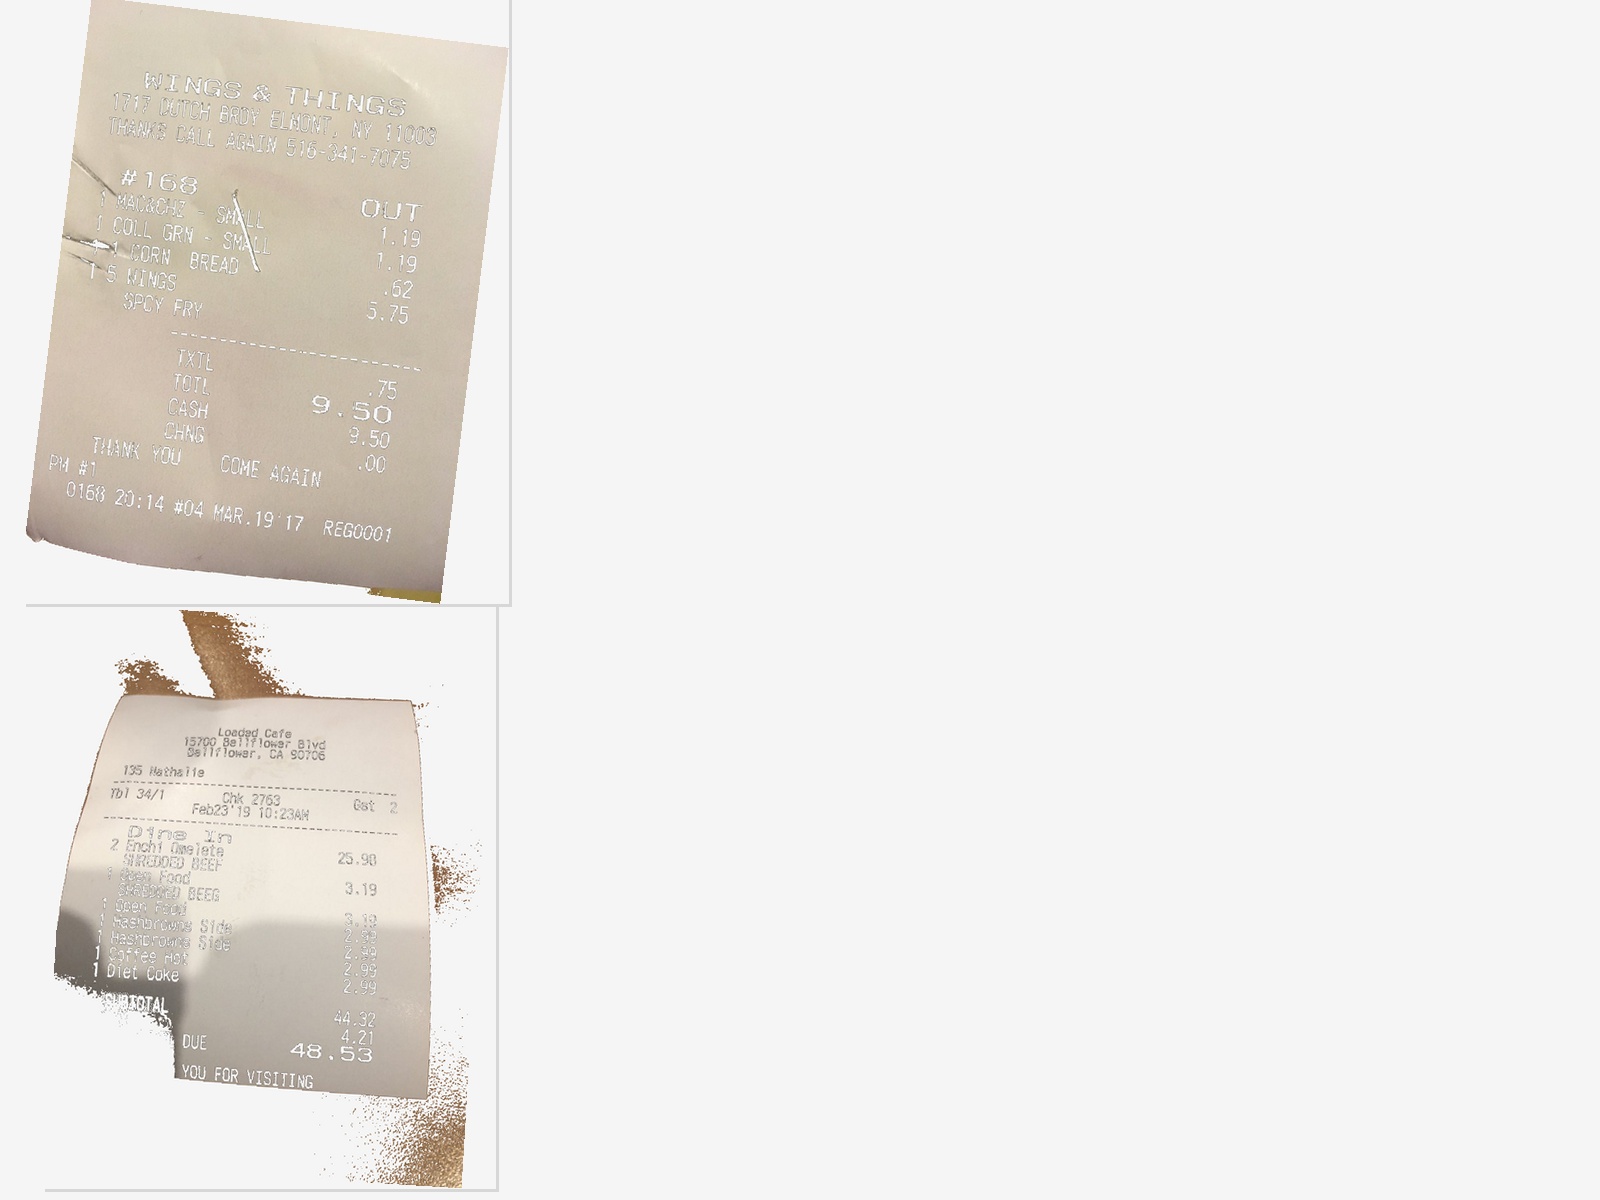 WINGS & THINGS
1717 DUTCH BRDY ELMONT, NY 11003
THANKS CALL AGAIN 516-341-7075
#168 OUT
1 MAC&CHZ - SMALL 1.19
1 COLL GRN - SMALL 1.19
1 1 CORN BREAD .62
1 5 WINGS 5.75
SPCY FRY
TXTL .75
TOTL 9.50
CASH 9.50
CHNG .00
THANK YOU COME AGAIN
PM #1
0168 20:14 #04 MAR.19'17 REG0001
Loaded Cafe
15700 Bellflower Blvd
Bellflower, CA 90706
135 Nathalie
Tbl 34/1 Chk 2763 Gst 2
Feb23'19 10:23AM
Dine In
2 Enchi Omelete 25.90
SHREDDED BEEF
1 Open Food 3.19
SHREDDED BEEG
1 Open Food 3.19
1 Hashbrowns Side 2.99
1 Hashbrowns Side 2.99
1 Coffee Hot 2.99
1 Diet Coke 2.99
SUBTOTAL 44.32
4.21
DUE 48.53
YOU FOR VISITING